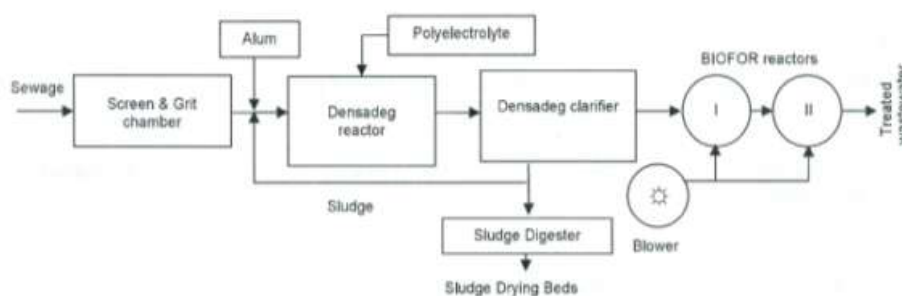 Alum
Polyelectrolyte
BIOFOR reactors
Sewage
Screen & Grit
chamber
Densadeg
reactor
Densadeg clarifier
I
II
Treated
Sludge
Blower
Sludge Digester
Sludge Drying Beds